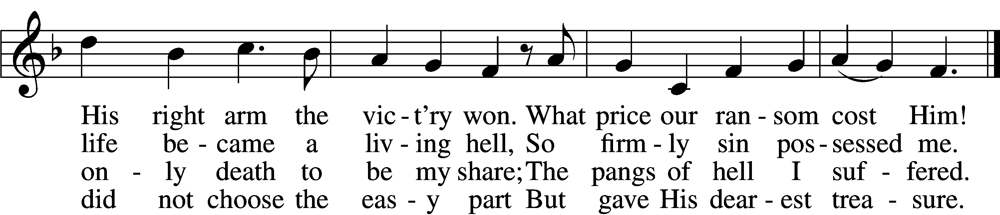 His right arm the vic - t’ry won. What price our ran - som cost Him!
life be - came a liv - ing hell, So firm - ly sin pos - sessed me.
on - ly death to be my share; The pangs of hell I suf - fered.
did not choose the eas - y part But gave His dear - est trea - sure.